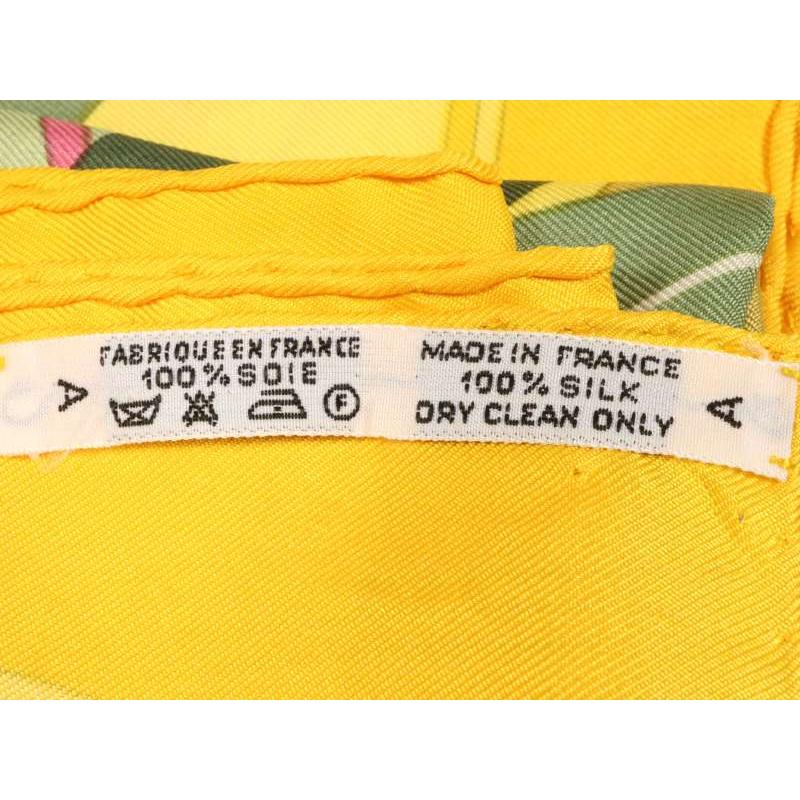 FABRIQUE EN FRANCE
100% SOIE
A
F
MADE IN FRANCE
100% SILK
DRY CLEAN ONLY
A